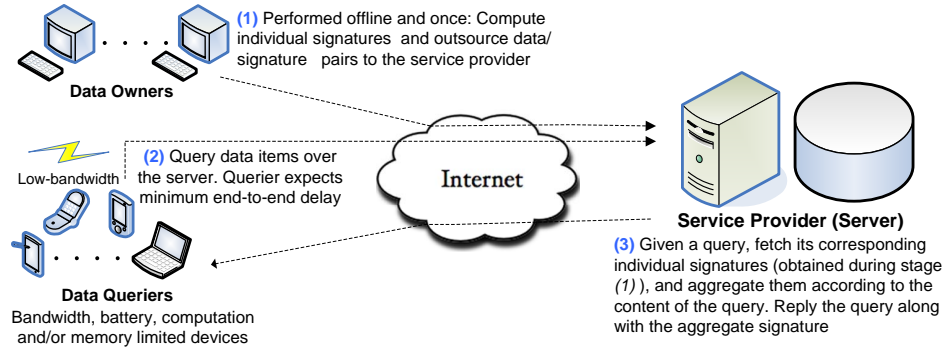 (1) Performed offline and once: Compute
individual signatures and outsource data/
signature pairs to the service provider
Data Owners
Low-bandwidth
(2) Query data items over
the server. Querier expects
minimum end-to-end delay
Internet
Data Queriers
Bandwidth, battery, computation
and/or memory limited devices
Service Provider (Server)
(3) Given a query, fetch its corresponding
individual signatures (obtained during stage
(1) ), and aggregate them according to the
content of the query. Reply the query along
with the aggregate signature